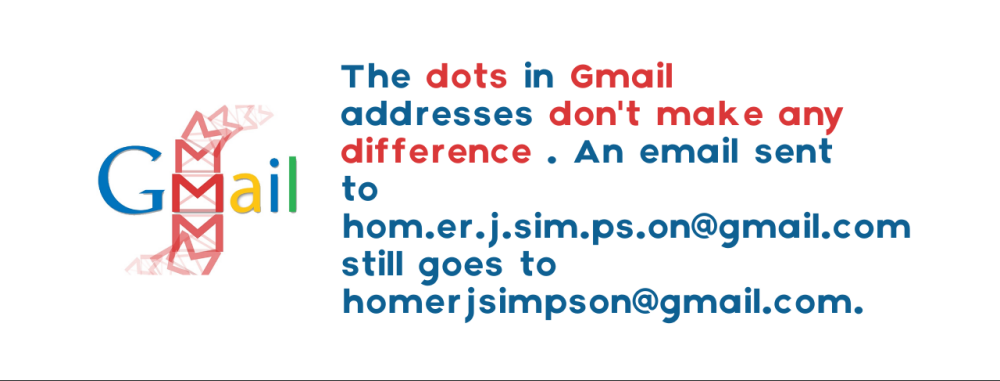 GMail
The dots in Gmail
addresses don't make any
difference . An email sent
to
hom.er.j.sim.ps.on@gmail.com
still goes to
homerjsimpson@gmail.com.